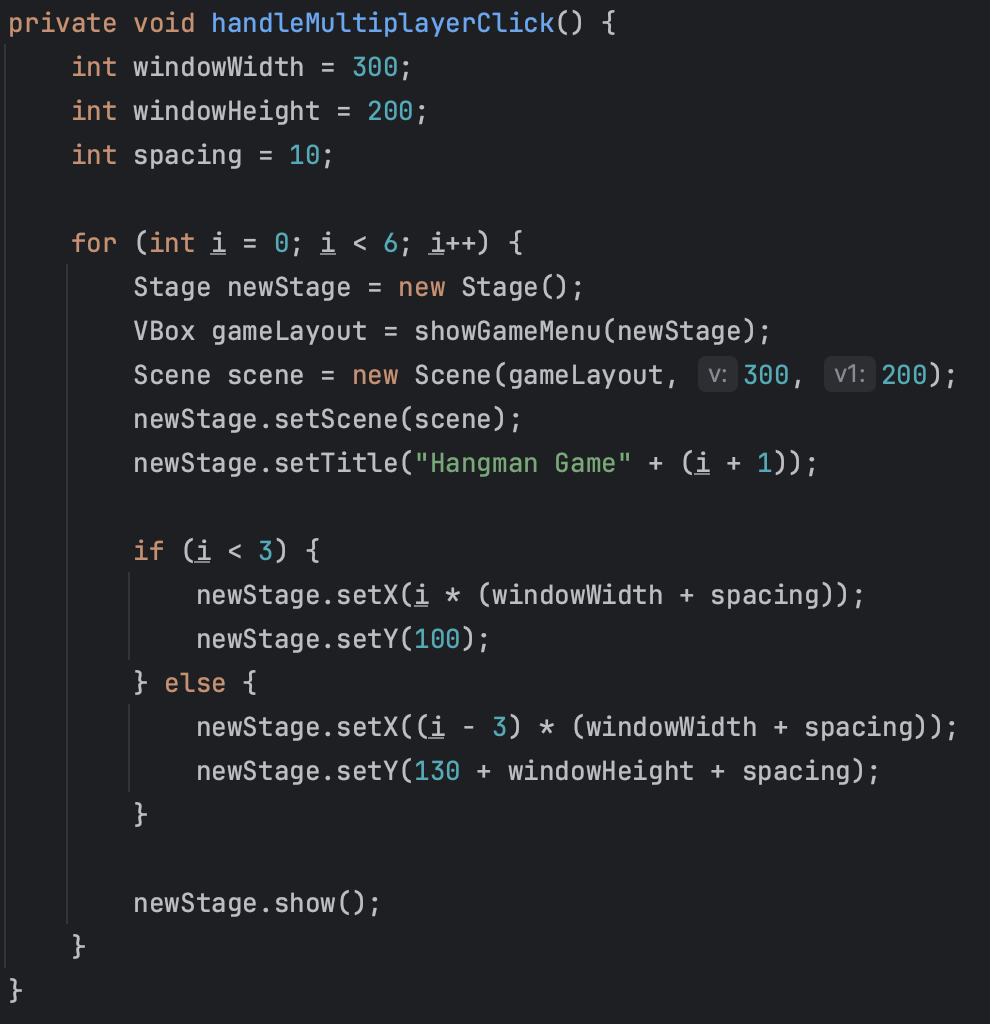 private void handleMultiplayerClick() {
    int windowWidth = 300;
    int windowHeight = 200;
    int spacing = 10;

    for (int i = 0; i < 6; i++) {
        Stage newStage = new Stage();
        VBox gameLayout = showGameMenu(newStage);
        Scene scene = new Scene(gameLayout, v: 300, v1: 200);
        newStage.setScene(scene);
        newStage.setTitle("Hangman Game" + (i + 1));

        if (i < 3) {
            newStage.setX(i * (windowWidth + spacing));
            newStage.setY(100);
        } else {
            newStage.setX((i - 3) * (windowWidth + spacing));
            newStage.setY(130 + windowHeight + spacing);
        }

        newStage.show();
    }
}